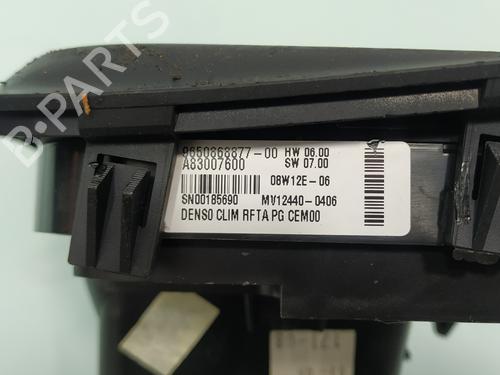 B-PARTS
9650868877-00 HW 06.00
A83007600 SW 07.00
08W12E-06
SN00185690 MV12440-0406
DENSO CLIM RFTA PG CEM00